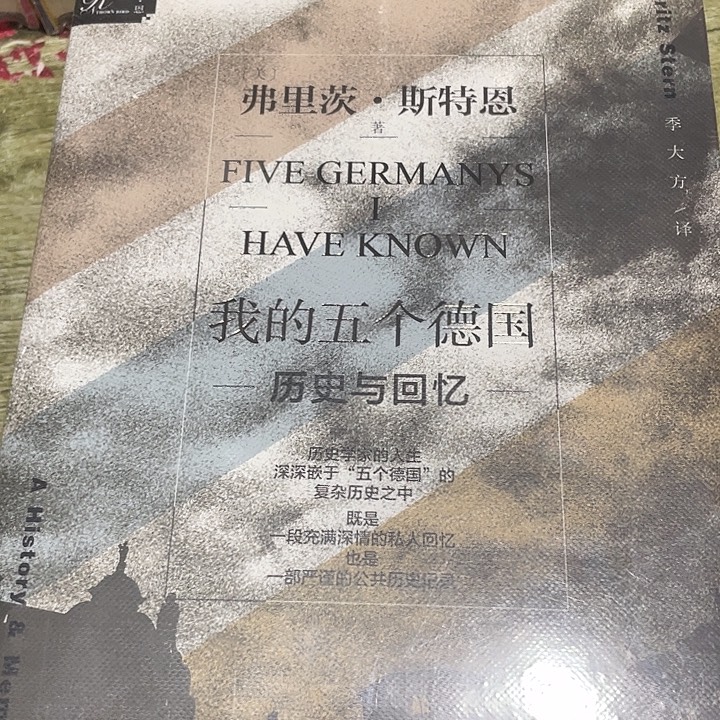 恩
（美）
弗里茨·斯特恩
著
FIVE GERMANYS
I
HAVE KNOWN
我的五个德国
历史与回忆
历史学家的人生
深深嵌于“五个德国”的
复杂历史之中
既是
一段充满深情的私人回忆
也是
一部严谨的公共历史记录
ritz Stern
季大方 译
A History & Mem